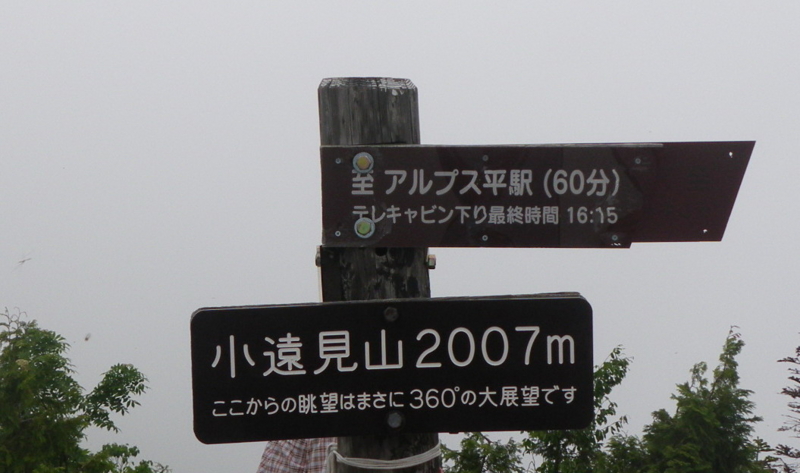 至 アルプス平駅 (60分)
テレキャビン下り最終時間 16:15
小遠見山2007m
ここからの眺望はまさに360°の大展望です